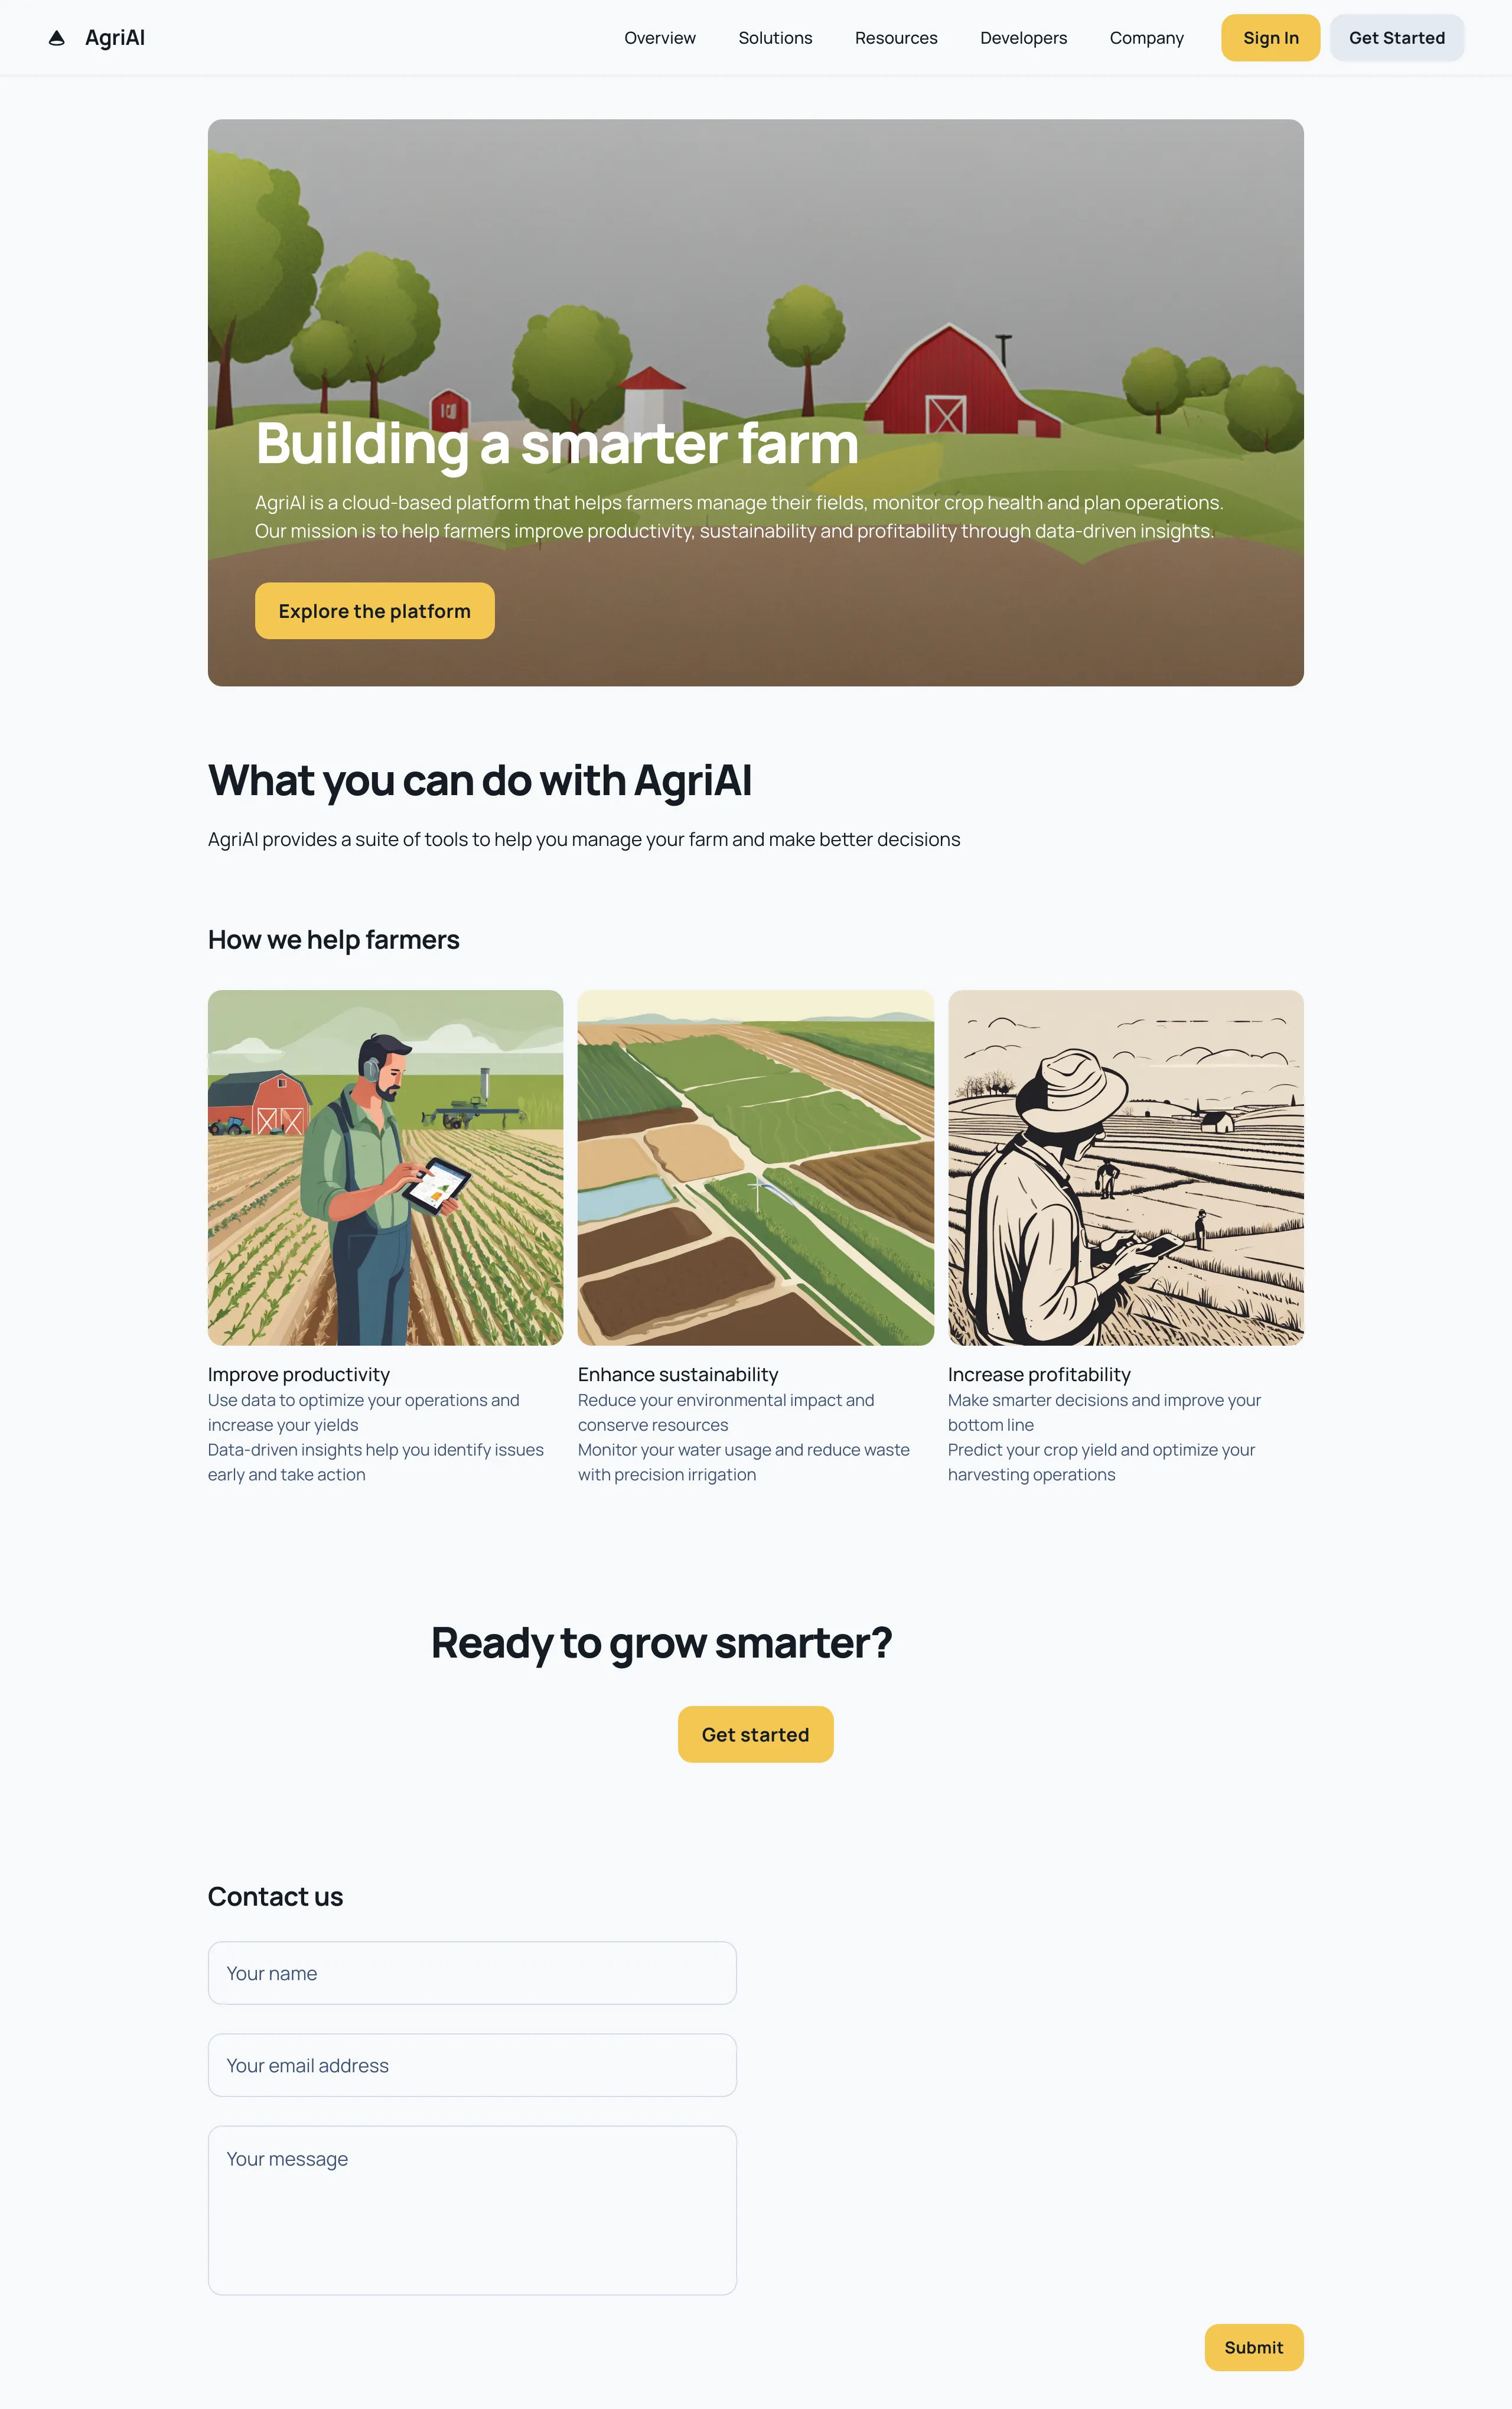 AgriAI
Overview
Solutions
Resources
Developers
Company
Sign In
Get Started
Building a smarter farm
AgriAI is a cloud-based platform that helps farmers manage their fields, monitor crop health and plan operations.
Our mission is to help farmers improve productivity, sustainability and profitability through data-driven insights.
Explore the platform
What you can do with AgriAI
AgriAI provides a suite of tools to help you manage your farm and make better decisions
How we help farmers
Improve productivity
Use data to optimize your operations and
increase your yields
Data-driven insights help you identify issues
early and take action
Enhance sustainability
Reduce your environmental impact and
conserve resources
Monitor your water usage and reduce waste
with precision irrigation
Increase profitability
Make smarter decisions and improve your
bottom line
Predict your crop yield and optimize your
harvesting operations
Ready to grow smarter?
Get started
Contact us
Your name
Your email address
Your message
Submit